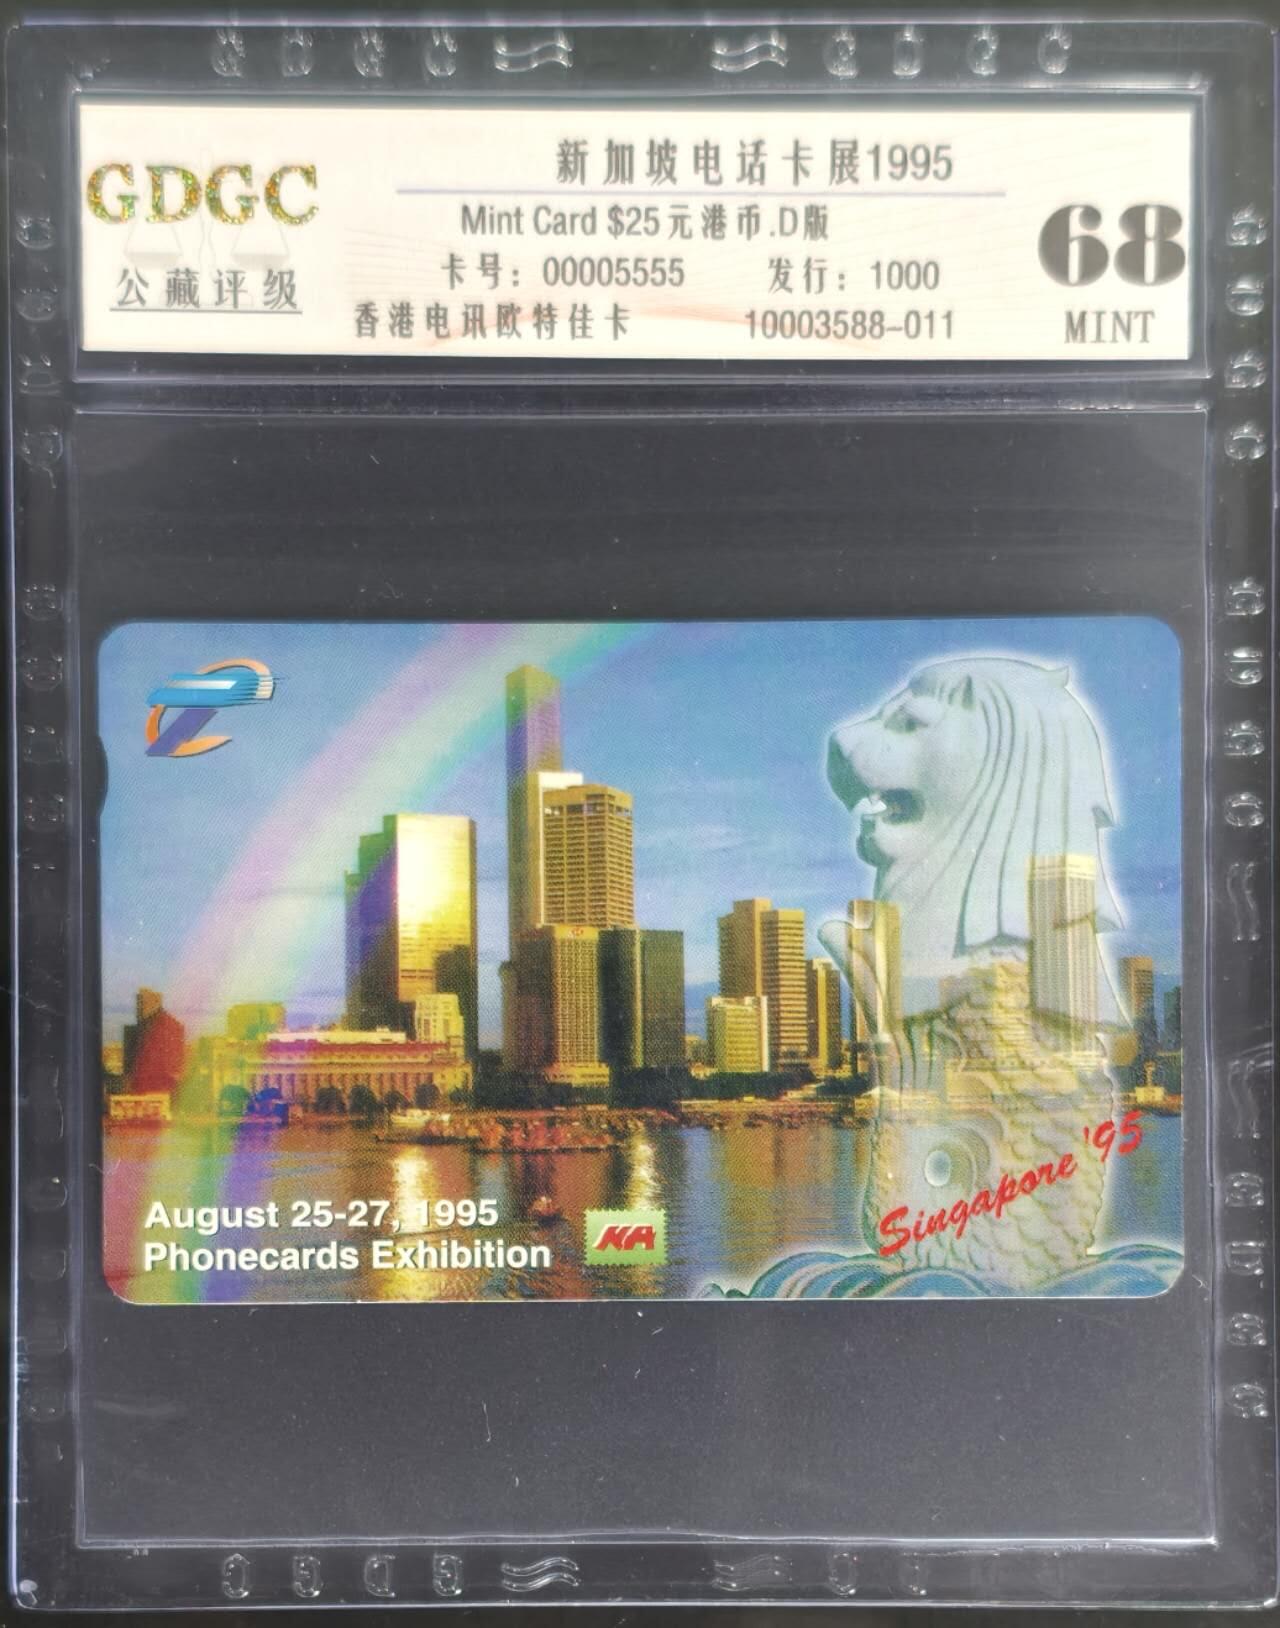 GDGC
公藏评级
新加坡电话卡展1995
Mint Card $25元港币.D版
卡号：00005555 发行：1000
香港电讯欧特佳卡 10003588-011
68
MINT
August 25-27, 1995
Phonecards Exhibition
HA
Singapore '95